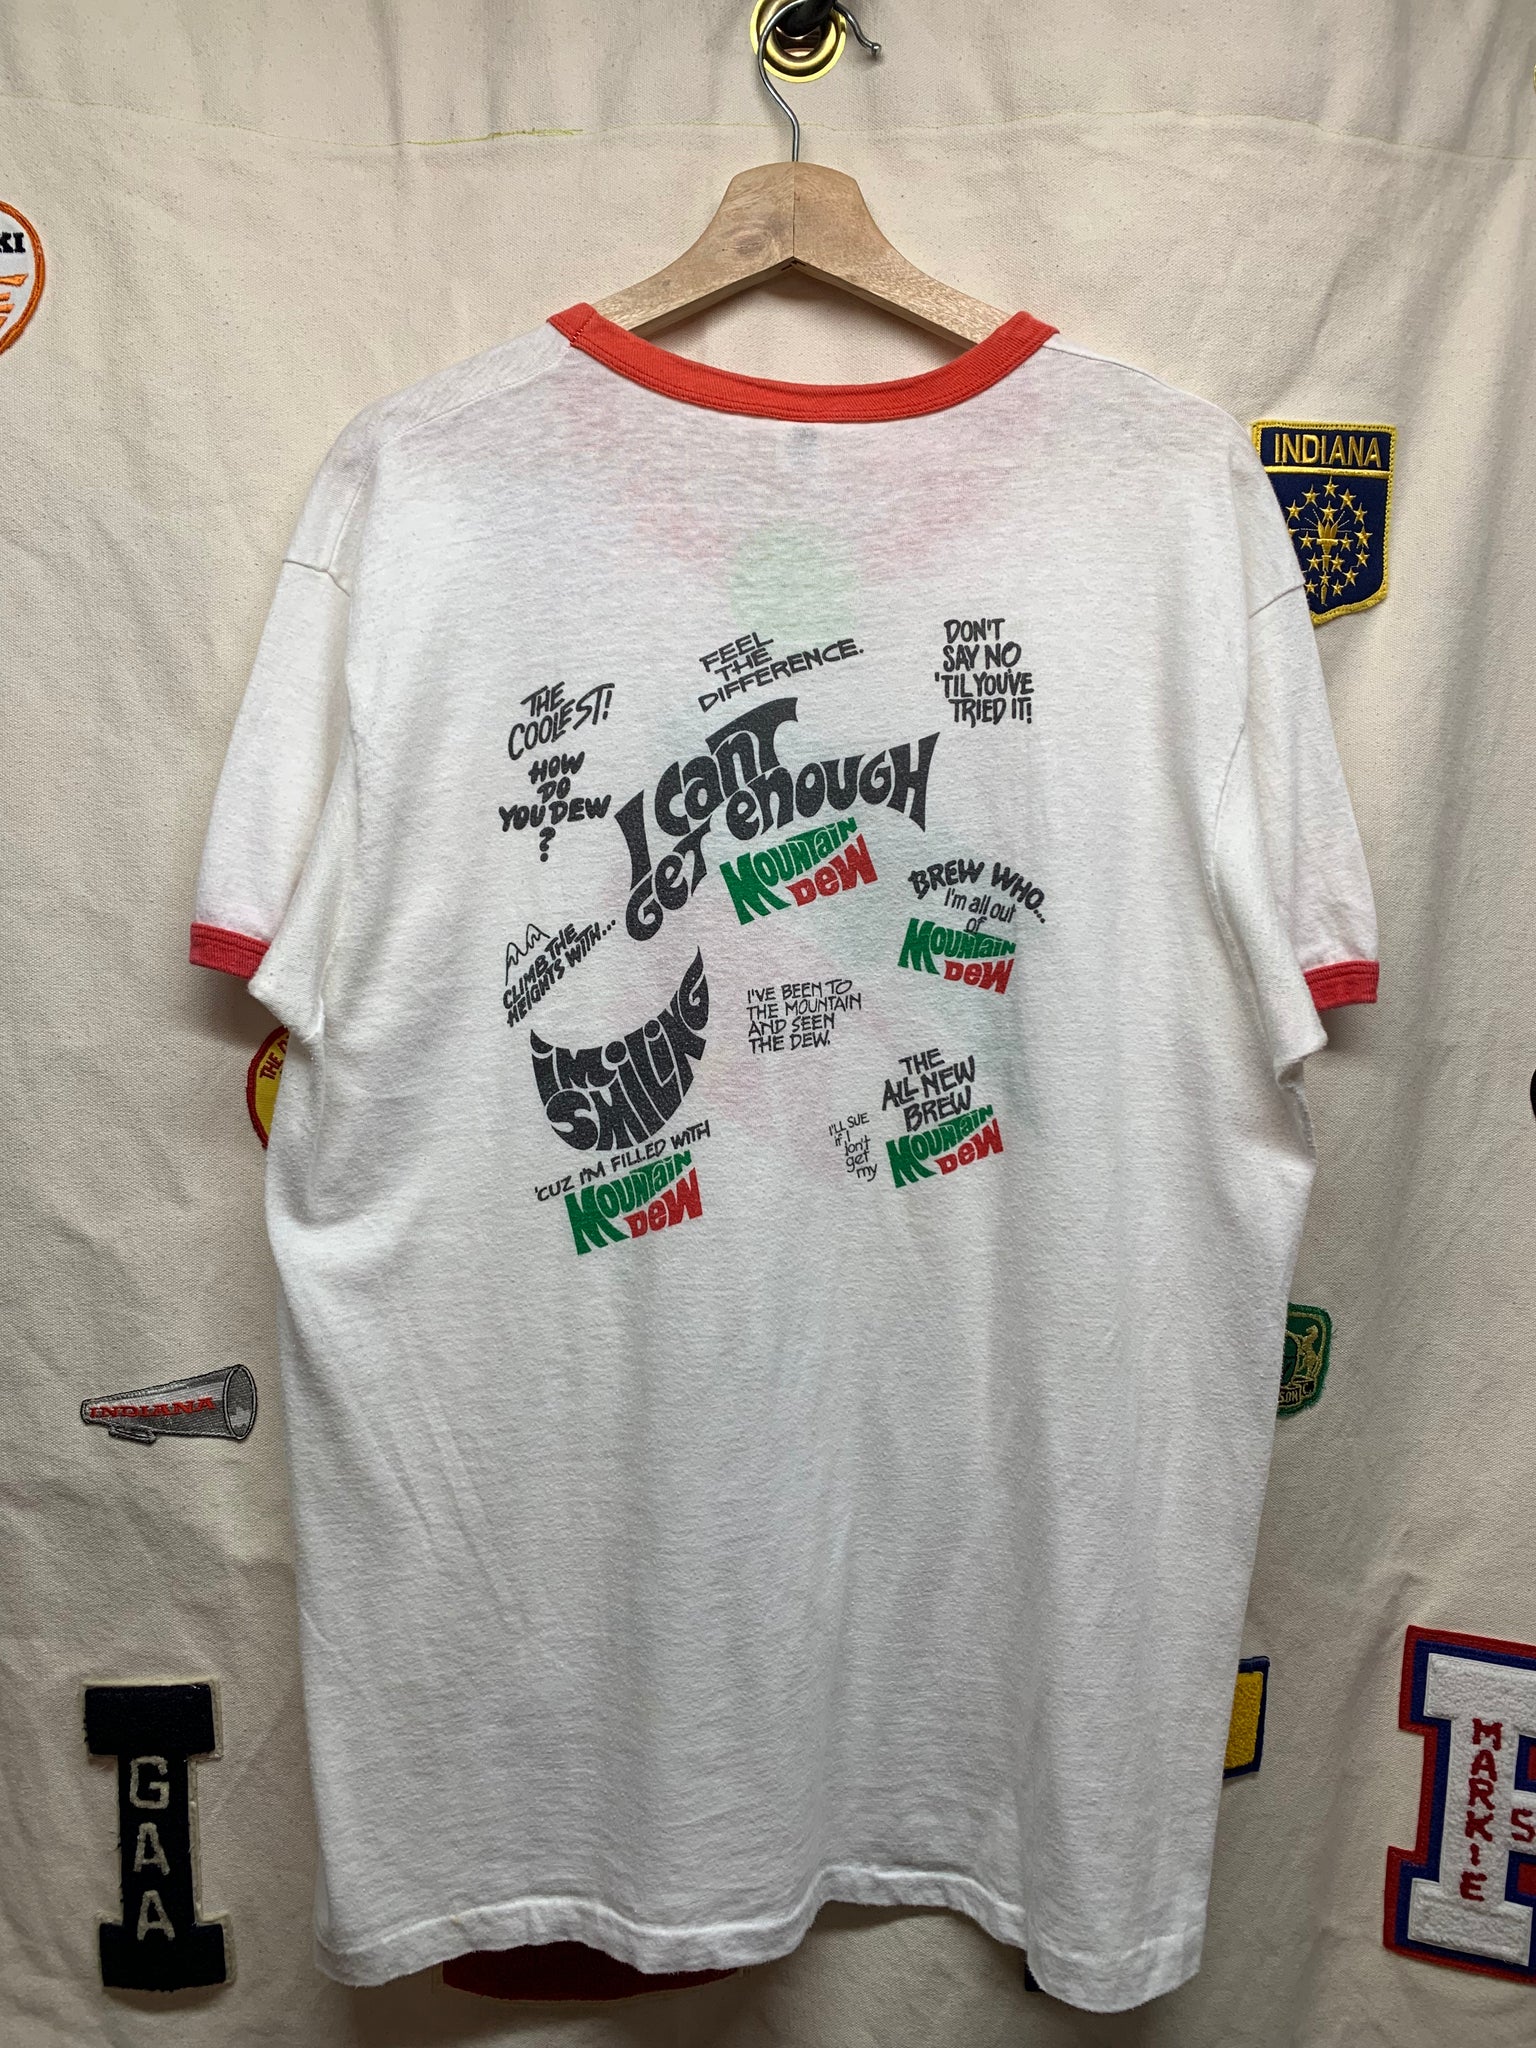 KI
INDIANA
FEEL
THE
DIFFERENCE.
DON'T
SAY NO
'TIL YOU'VE
TRIED IT!
THE
COOLEST!
HOW
DO
YOU DEW
?
I CAN'T
GET ENOUGH
MOUNTAIN
DEW
BREW WHO...
I'm all out
of
MOUNTAIN
DEW
CLIMB THE
HEIGHTS WITH...
I'M
SMILING
'CUZ I'M FILLED WITH
MOUNTAIN
DEW
I'VE BEEN TO
THE MOUNTAIN
AND SEEN
THE DEW.
THE
ALL NEW
BREW
MOUNTAIN
DEW
I'LL SUE
if I
don't
get
my
THE
INDIANA
GAA
MARKIE
S